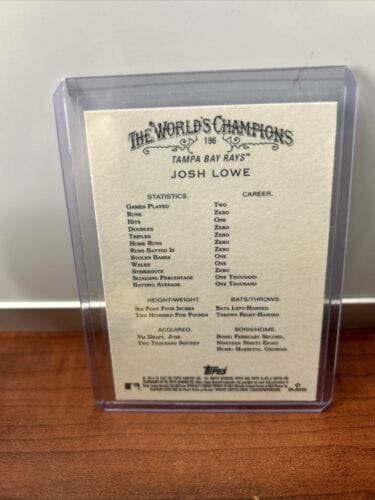 THE WORLD'S CHAMPIONS
196
TAMPA BAY RAYS™
JOSH LOWE
STATISTICS. CAREER.
Games Played Two
Runs Zero
Hits One
Doubles Zero
Triples Zero
Home Runs Zero
Runs Batted In Zero
Stolen Bases One
Walks One
Strikeouts Zero
Slugging Percentage One Thousand
Batting Average One Thousand
HEIGHT/WEIGHT. BATS/THROWS.
Six Foot Four Inches Bats Left-Handed
Two Hundred Five Pounds Throws Right-Handed
ACQUIRED. BORN/HOME.
Via Draft, June Born: February Second,
Two Thousand Sixteen Nineteen Ninety Eight
Home: Marietta, Georgia
Topps